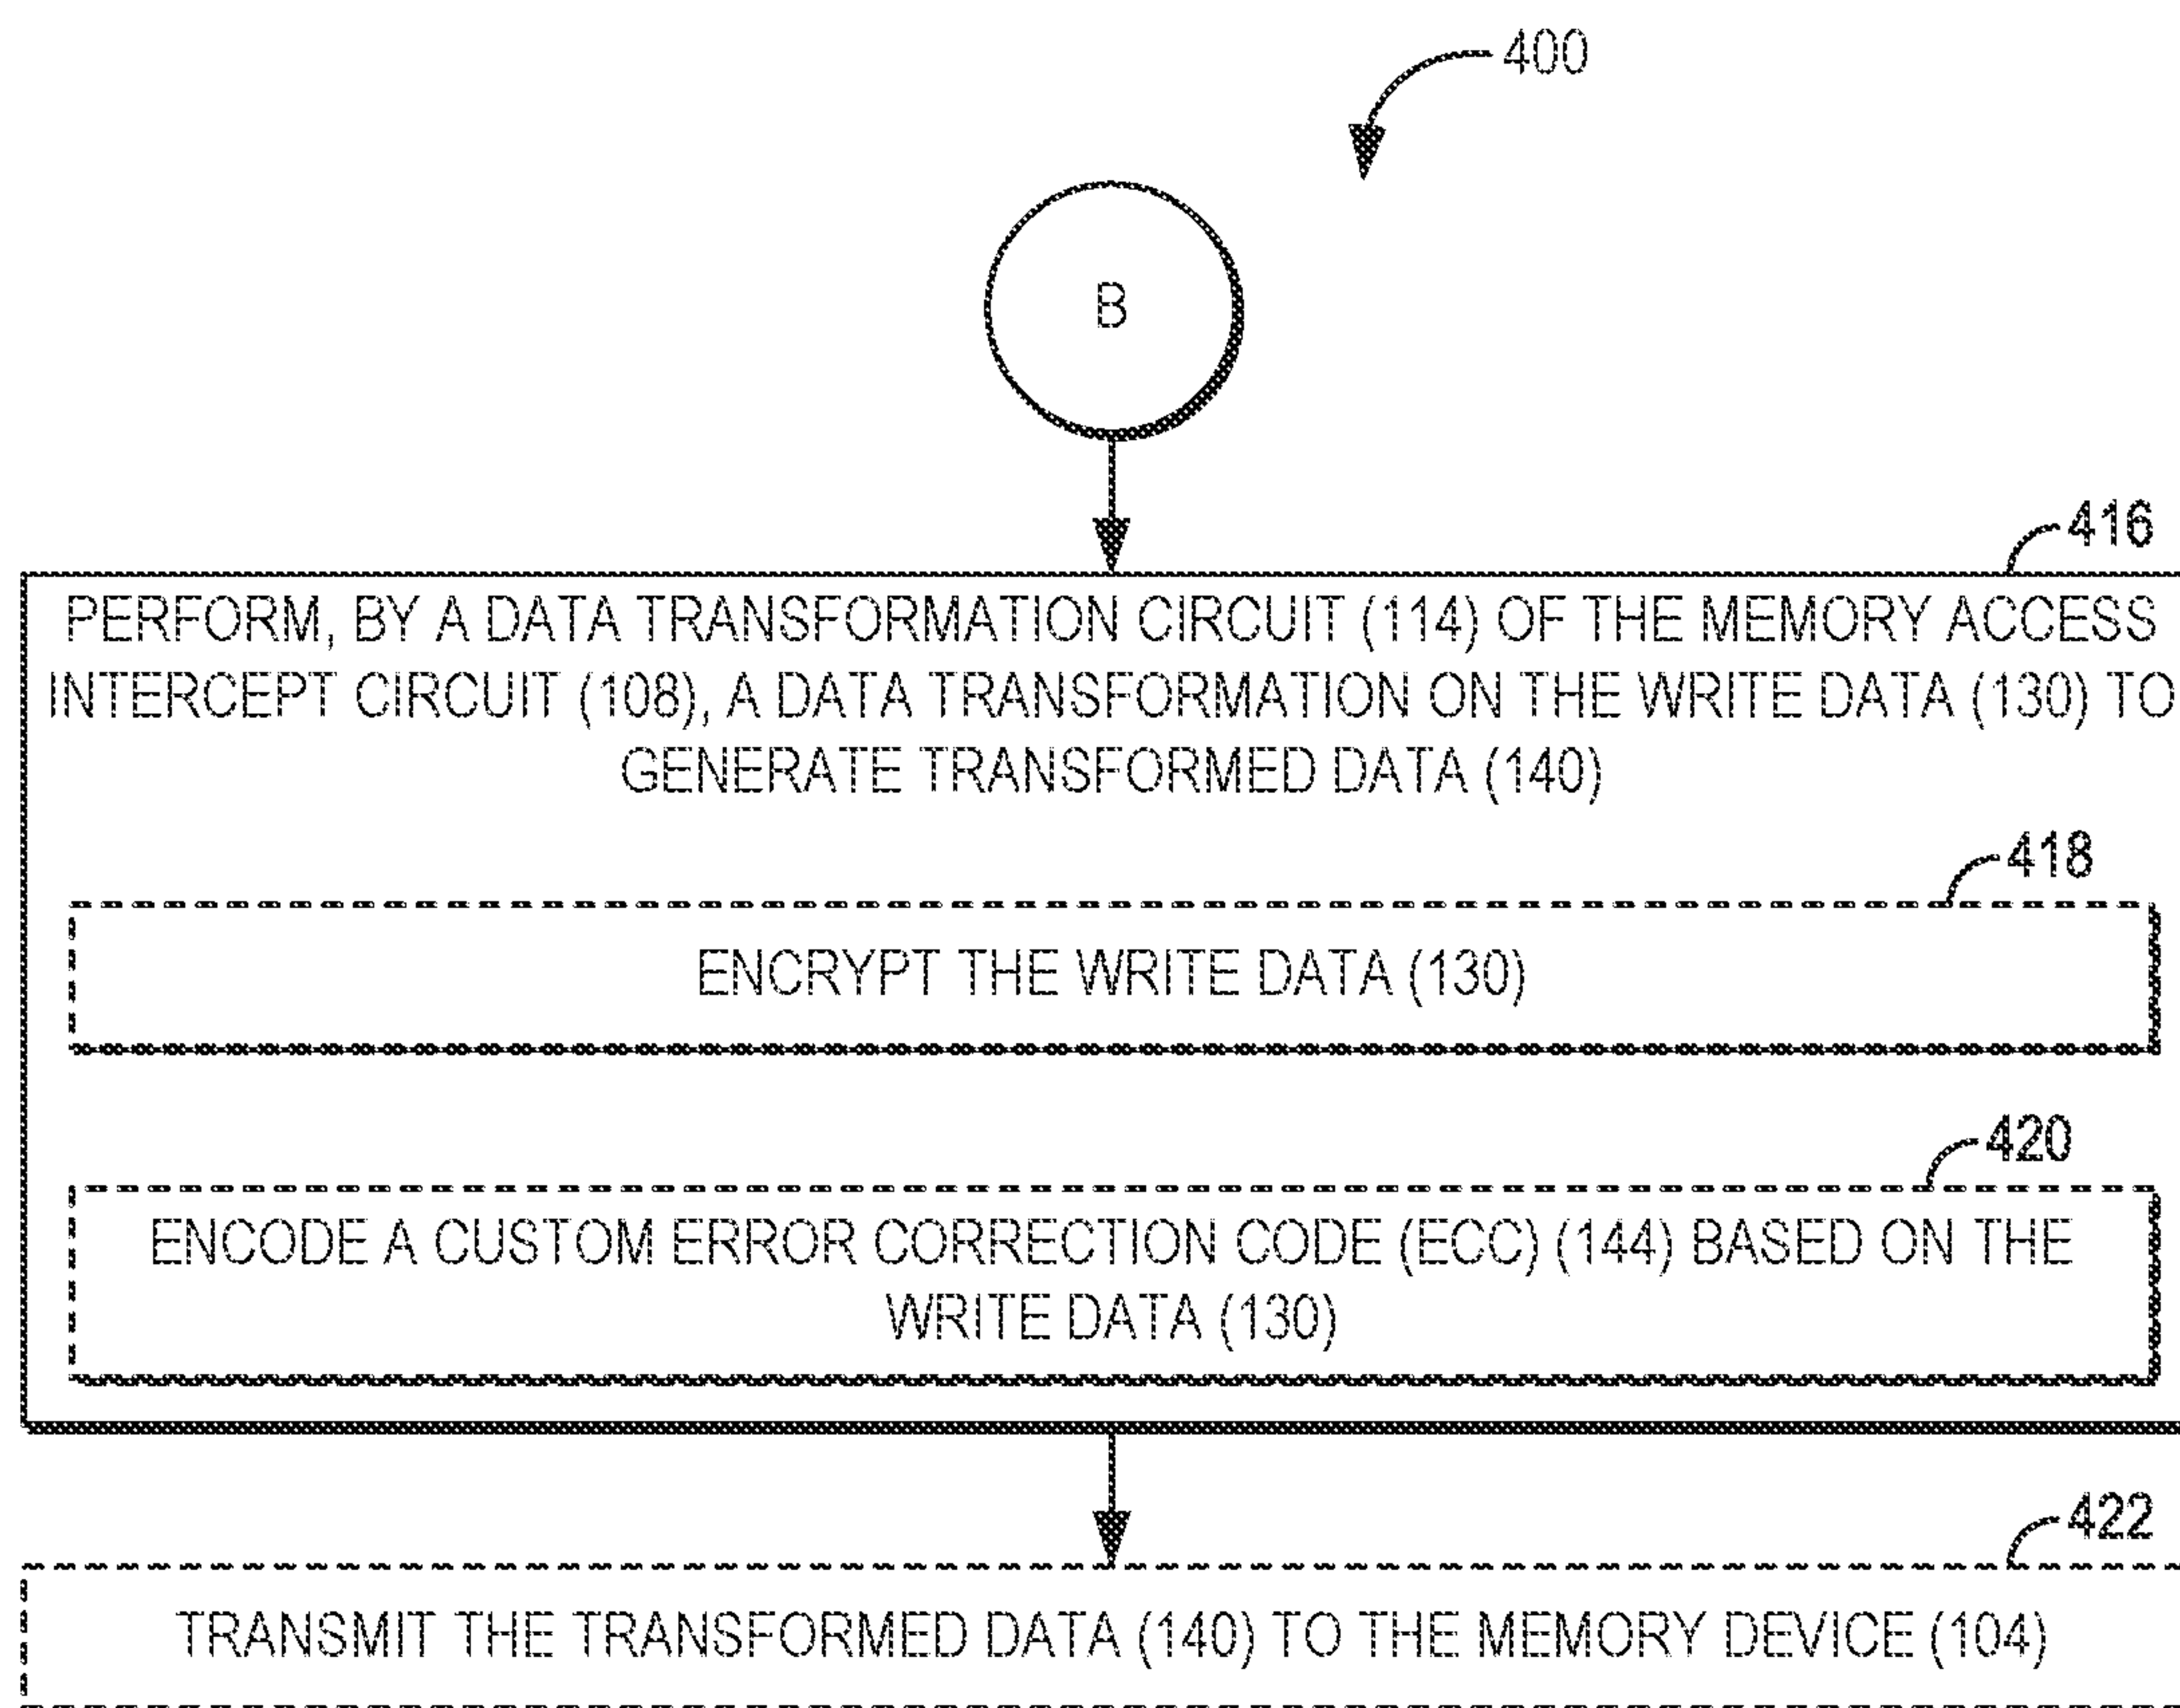 400
B
416
PERFORM, BY A DATA TRANSFORMATION CIRCUIT (114) OF THE MEMORY ACCESS
INTERCEPT CIRCUIT (108), A DATA TRANSFORMATION ON THE WRITE DATA (130) TO
GENERATE TRANSFORMED DATA (140)
418
ENCRYPT THE WRITE DATA (130)
420
ENCODE A CUSTOM ERROR CORRECTION CODE (ECC) (144) BASED ON THE
WRITE DATA (130)
422
TRANSMIT THE TRANSFORMED DATA (140) TO THE MEMORY DEVICE (104)